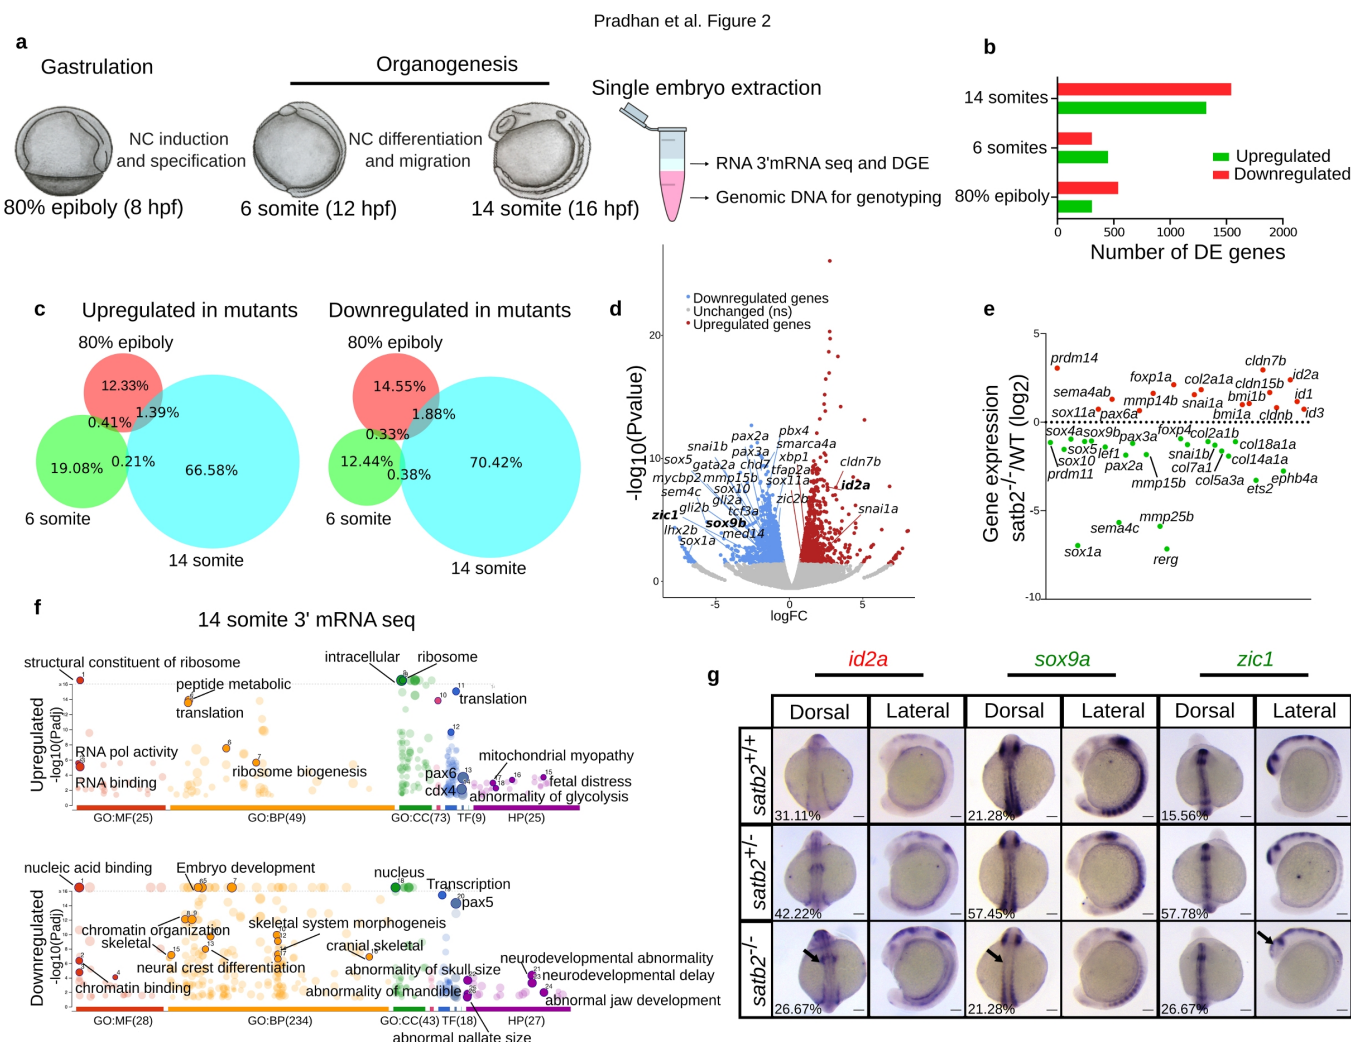 Pradhan et al. Figure 2
a
Gastrulation
Organogenesis
Single embryo extraction
NC induction
and specification
NC differentiation
and migration
RNA 3'mRNA seq and DGE
Genomic DNA for genotyping
80% epiboly (8 hpf)
6 somite (12 hpf)
14 somite (16 hpf)
b
14 somites
6 somites
80% epiboly
Upregulated
Downregulated
0 500 1000 1500 2000
Number of DE genes
c
Upregulated in mutants
Downregulated in mutants
80% epiboly
12.33%
1.39%
0.41%
19.08%
0.21%
66.58%
6 somite
14 somite
80% epiboly
14.55%
1.88%
0.33%
12.44%
0.38%
70.42%
6 somite
14 somite
d
Downregulated genes
Unchanged (ns)
Upregulated genes
-log10(Pvalue)
20
10
0
pax2a
pbx4
snai1b
pax3a
smarca4a
sox5
gata2a
chd7
xbp1
tfap2a
cldn7b
mycbp2
mmp15b
sox11a
id2a
sem4c
sox10
gli2a
zic2b
snai1a
zic1
gli2b
tcf3a
sox9b
lhx2b
med14
sox1a
-5 0 5
logFC
e
Gene expression
satb2-/-/WT (log2)
5
0
-5
-10
prdm14
cldn7b
foxp1a
col2a1a
cldn15b
id2a
sema4ab
mmp14b
snai1a
bmi1b
id1
sox11a
pax6a
bmi1a
cldnb
id3
sox4a
sox9b
pax3a
foxp4
col2a1b
col18a1a
sox5
lef1
snai1b
col14a1a
sox10
pax2a
col7a1
prdm11
mmp15b
col5a3a
ets2
ephb4a
sema4c
mmp25b
sox1a
rerg
f
14 somite 3' mRNA seq
structural constituent of ribosome
intracellular
ribosome
peptide metabolic
translation
translation
RNA pol activity
RNA binding
ribosome biogenesis
pax6
cdx4
mitochondrial myopathy
fetal distress
abnormality of glycolysis
Upregulated
-log10(Padj)
GO:MF(25)
GO:BP(49)
GO:CC(73)
TF(9)
HP(25)
nucleic acid binding
Embryo development
nucleus
Transcription
pax5
chromatin organization
skeletal system morphogeneis
skeletal
cranial skeletal
neural crest differentiation
abnormality of skull size
neurodevelopmental abnormality
neurodevelopmental delay
chromatin binding
abnormality of mandible
abnormal jaw development
Downregulated
-log10(Padj)
GO:MF(28)
GO:BP(234)
GO:CC(43)
TF(18)
HP(27)
abnormal pallate size
g
id2a
sox9a
zic1
Dorsal Lateral Dorsal Lateral Dorsal Lateral
satb2+/+
31.11%
21.28%
15.56%
satb2+/-
42.22%
57.45%
57.78%
satb2-/-
26.67%
21.28%
26.67%